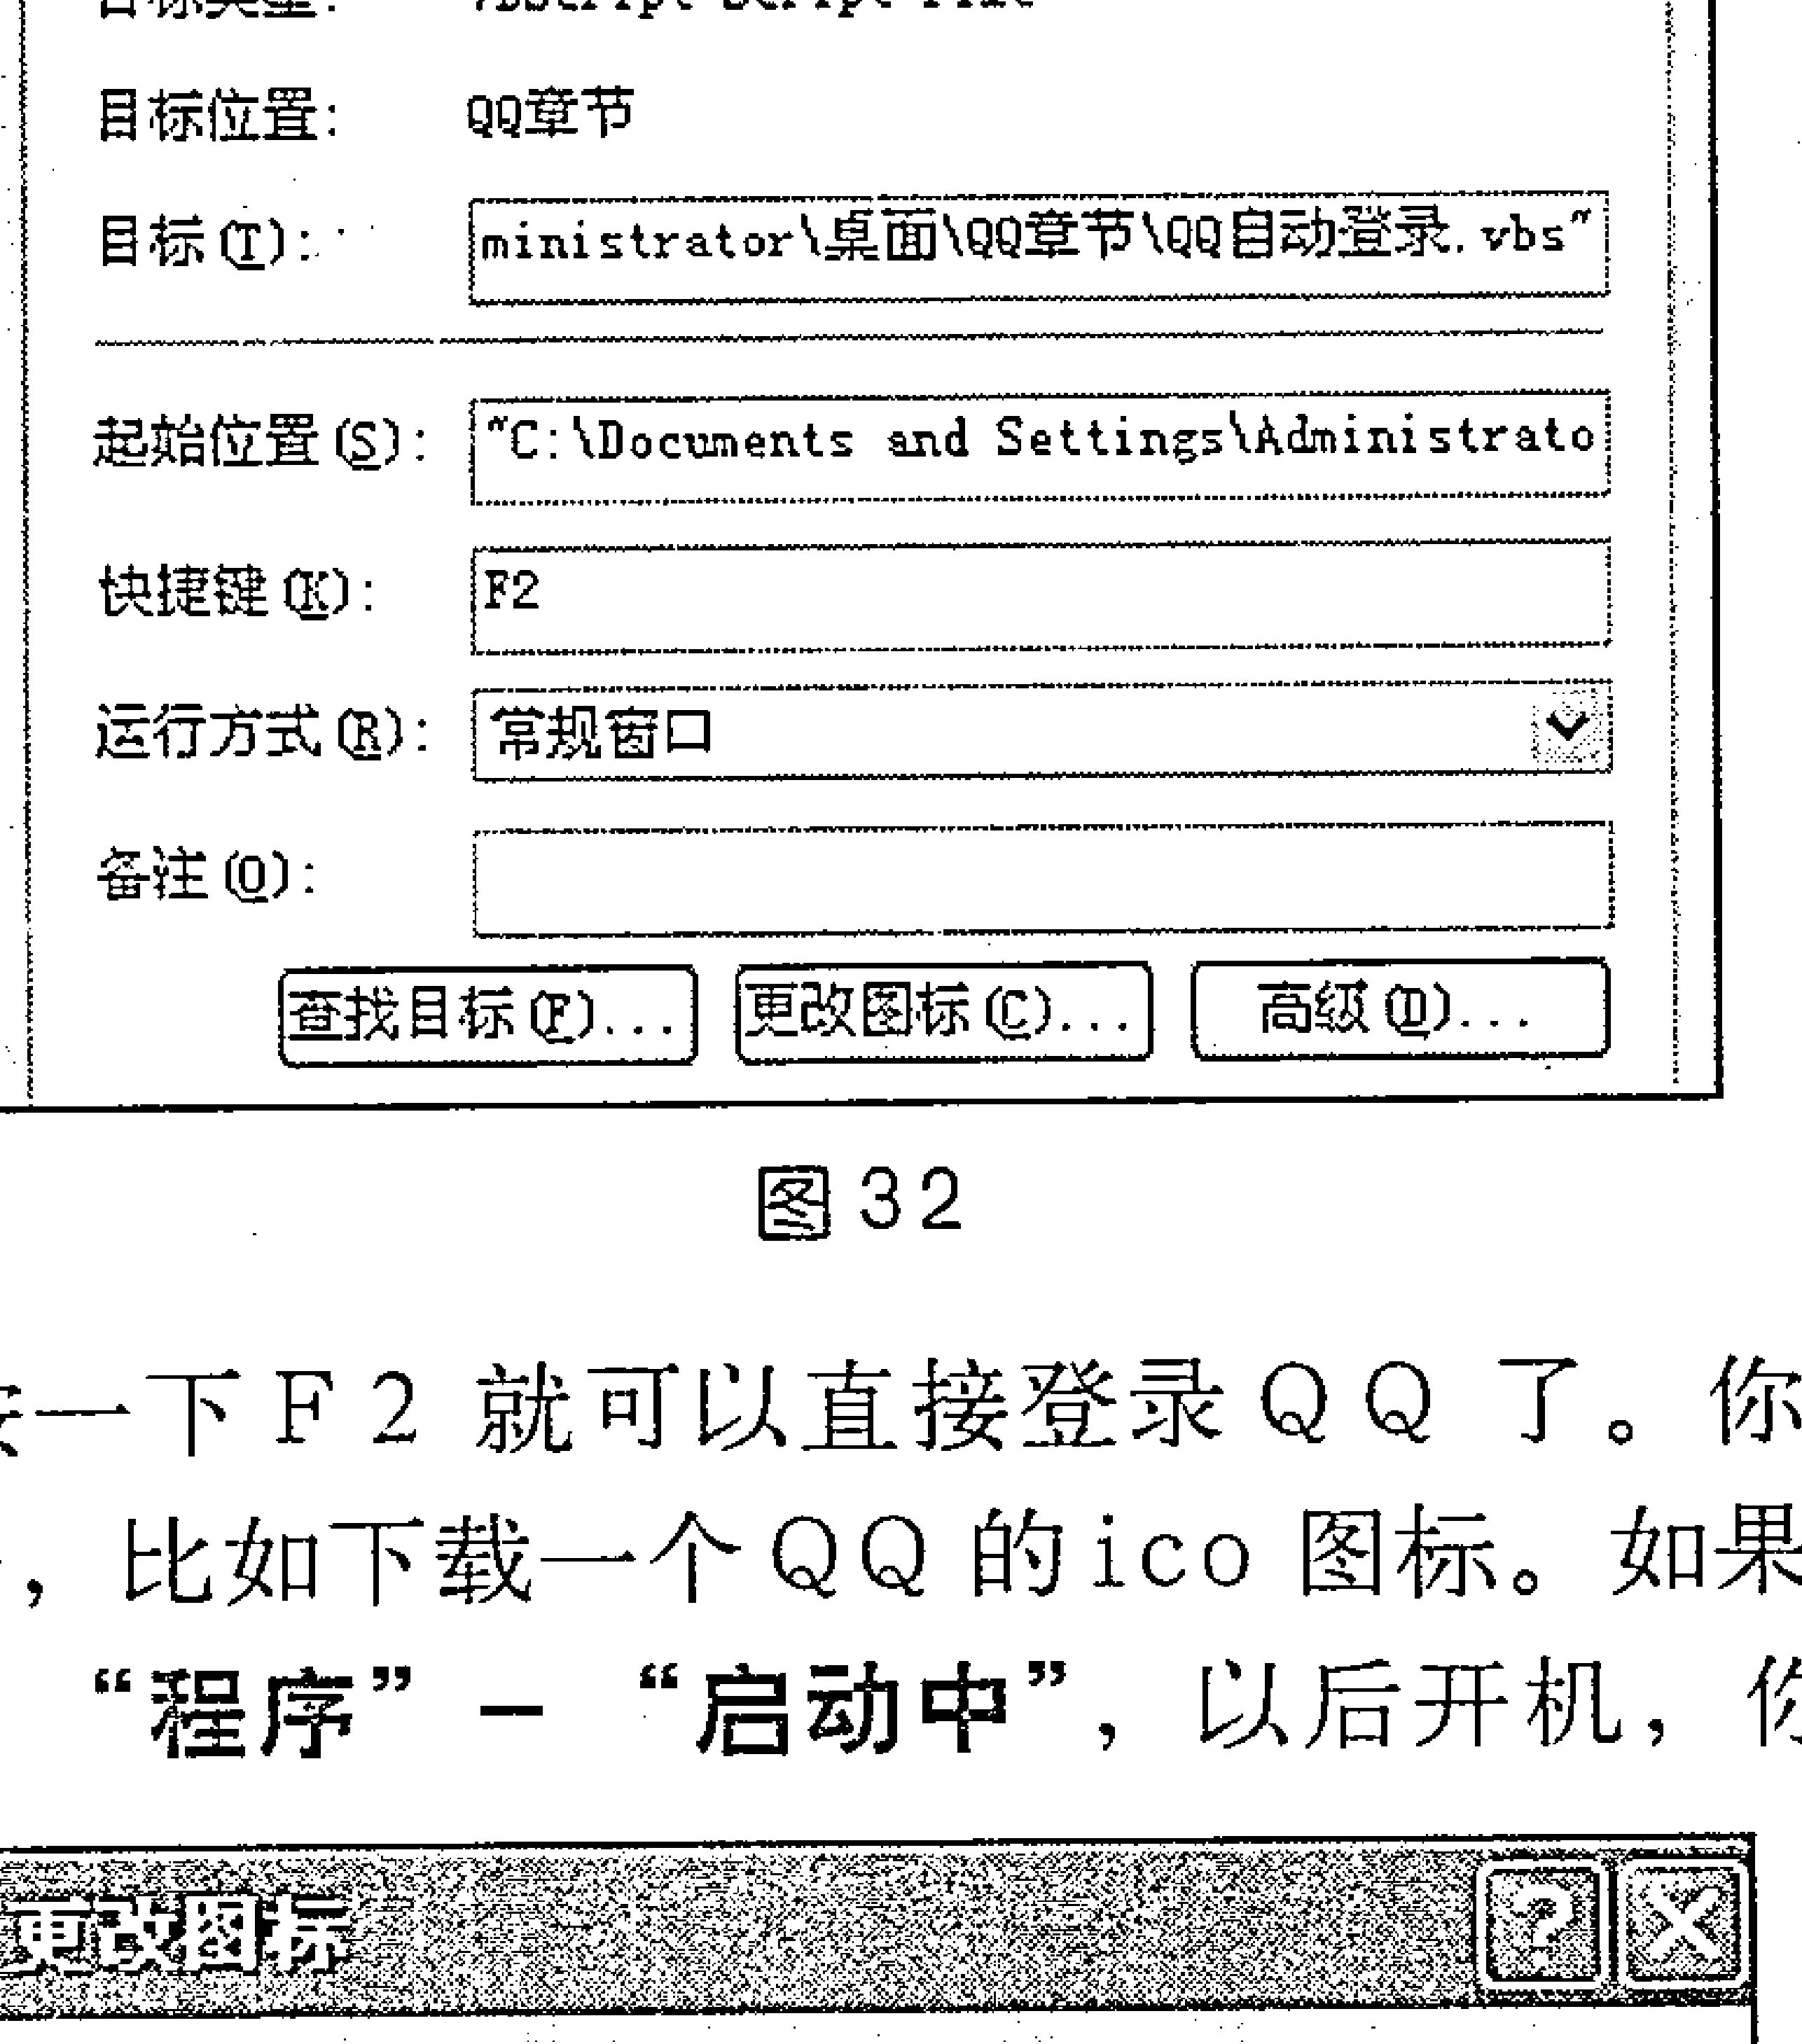 目标位置: QQ章节
目标(T): ministrator\桌面\QQ章节\QQ自动登录.vbs"
起始位置(S): "C:\Documents and Settings\Administrato
快捷键(K): F2
运行方式(R): 常规窗口
备注(O):
查找目标(F)... 更改图标(C)... 高级(D)...
图32
一下F2 就可以直接登录QQ 了。你
，比如下载一个QQ 的ico 图标。如果
“程序”- “启动中”，以后开机，你
更改图标